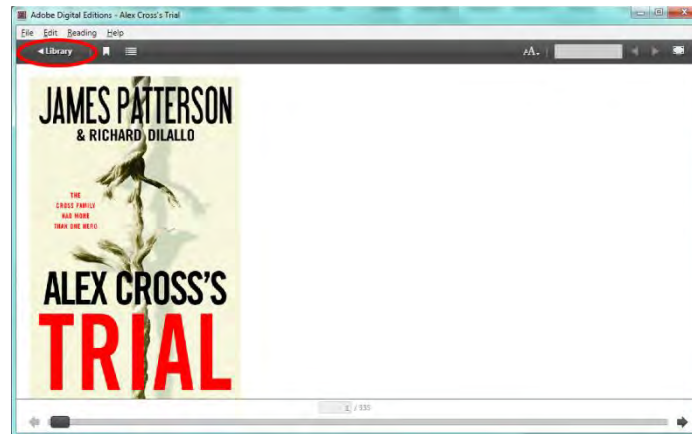 Adobe Digital Editions - Alex Cross's Trial
File Edit Reading Help
Library
JAMES PATTERSON
& RICHARD DILALLO
THE
CROSS FAMILY
HAS MORE
THAN ONE HERO
ALEX CROSS'S
TRIAL
/ 335